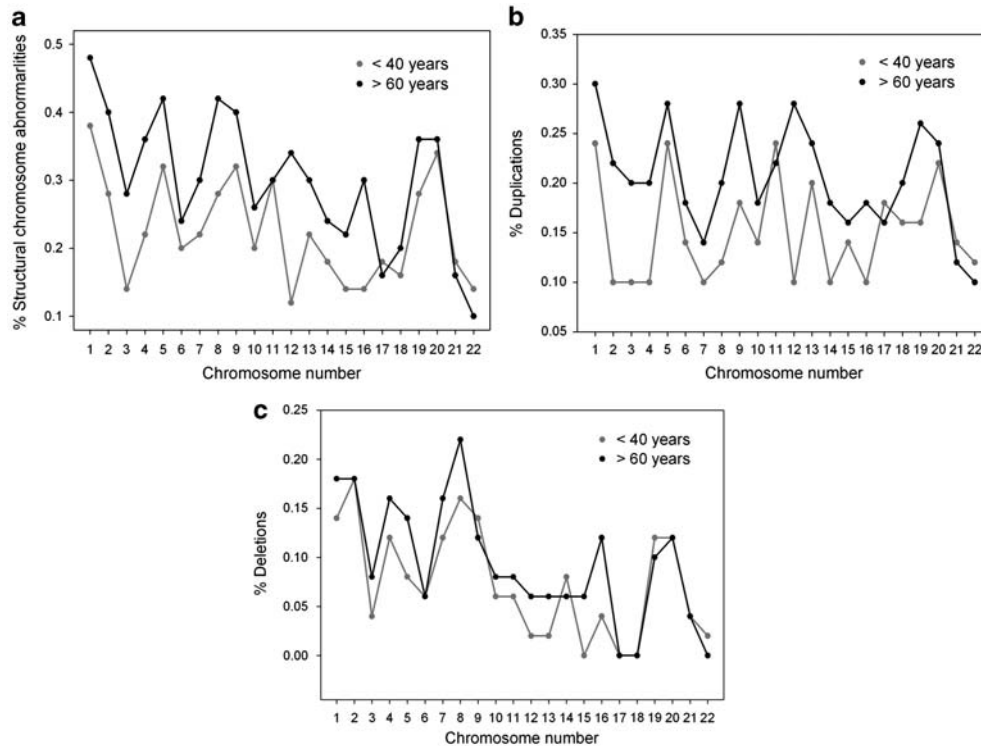 a
% Structural chromosome abnormarlities
0.5
0.4
0.3
0.2
0.1
< 40 years
> 60 years
1 2 3 4 5 6 7 8 9 10 11 12 13 14 15 16 17 18 19 20 21 22
Chromosome number
b
% Duplications
0.35
0.30
0.25
0.20
0.15
0.10
0.05
< 40 years
> 60 years
1 2 3 4 5 6 7 8 9 10 11 12 13 14 15 16 17 18 19 20 21 22
Chromosome number
c
% Deletions
0.25
0.20
0.15
0.10
0.05
0.00
< 40 years
> 60 years
1 2 3 4 5 6 7 8 9 10 11 12 13 14 15 16 17 18 19 20 21 22
Chromosome number